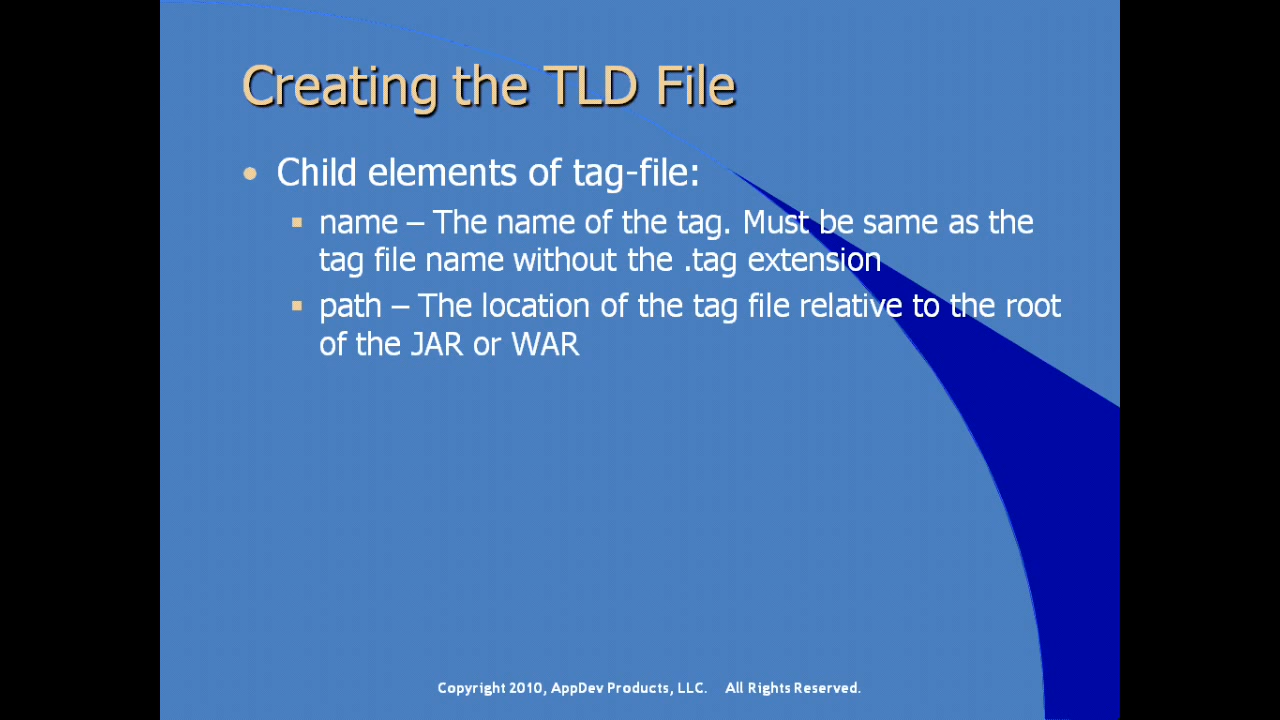 Creating the TLD File
• Child elements of tag-file:
▪ name – The name of the tag. Must be same as the
tag file name without the .tag extension
▪ path – The location of the tag file relative to the root
of the JAR or WAR
Copyright 2010, AppDev Products, LLC. All Rights Reserved.